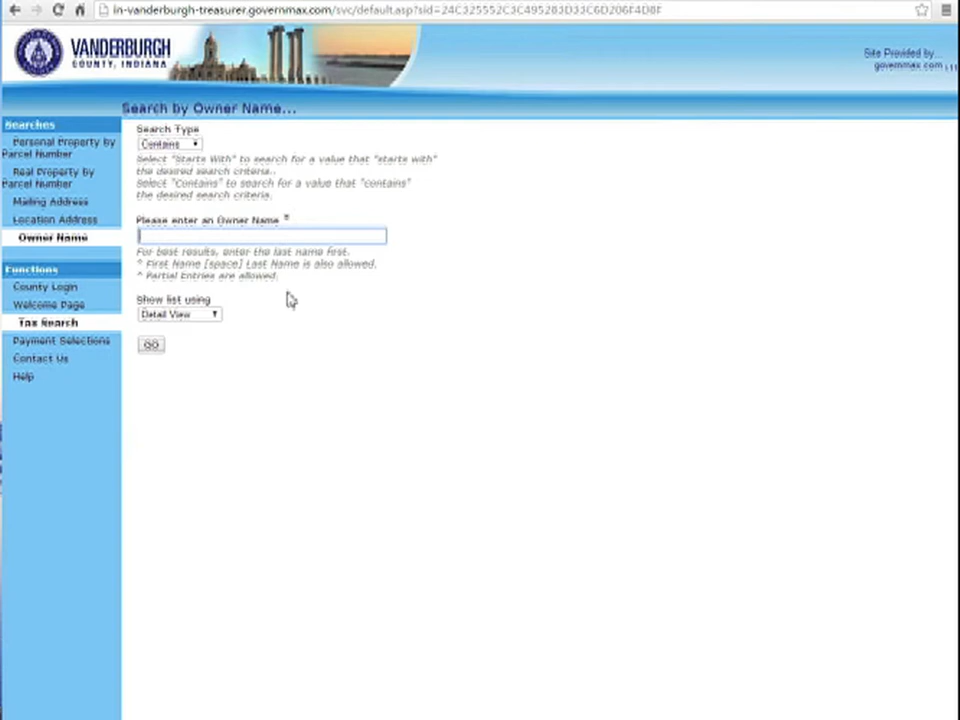 in-vanderburgh-treasurer.governmax.com/svc/default.asp?sid=24C325552C3C495283D33C6D206F4D8F
VANDERBURGH
COUNTY, INDIANA
Site Provided by...
governmax.com
Search by Owner Name...
Searches
Personal Property by
Parcel Number
Real Property by
Parcel Number
Mailing Address
Location Address
Owner Name
Functions
County Login
Welcome Page
Tax Search
Payment Selections
Contact Us
Help
Search Type
Contains
Select "Starts With" to search for a value that "starts with"
the desired search criteria..
Select "Contains" to search for a value that "contains"
the desired search criteria.
Please enter an Owner Name *
For best results, enter the last name first.
* First Name [space] Last Name is also allowed.
* Partial Entries are allowed.
Show list using
Detail View
GO